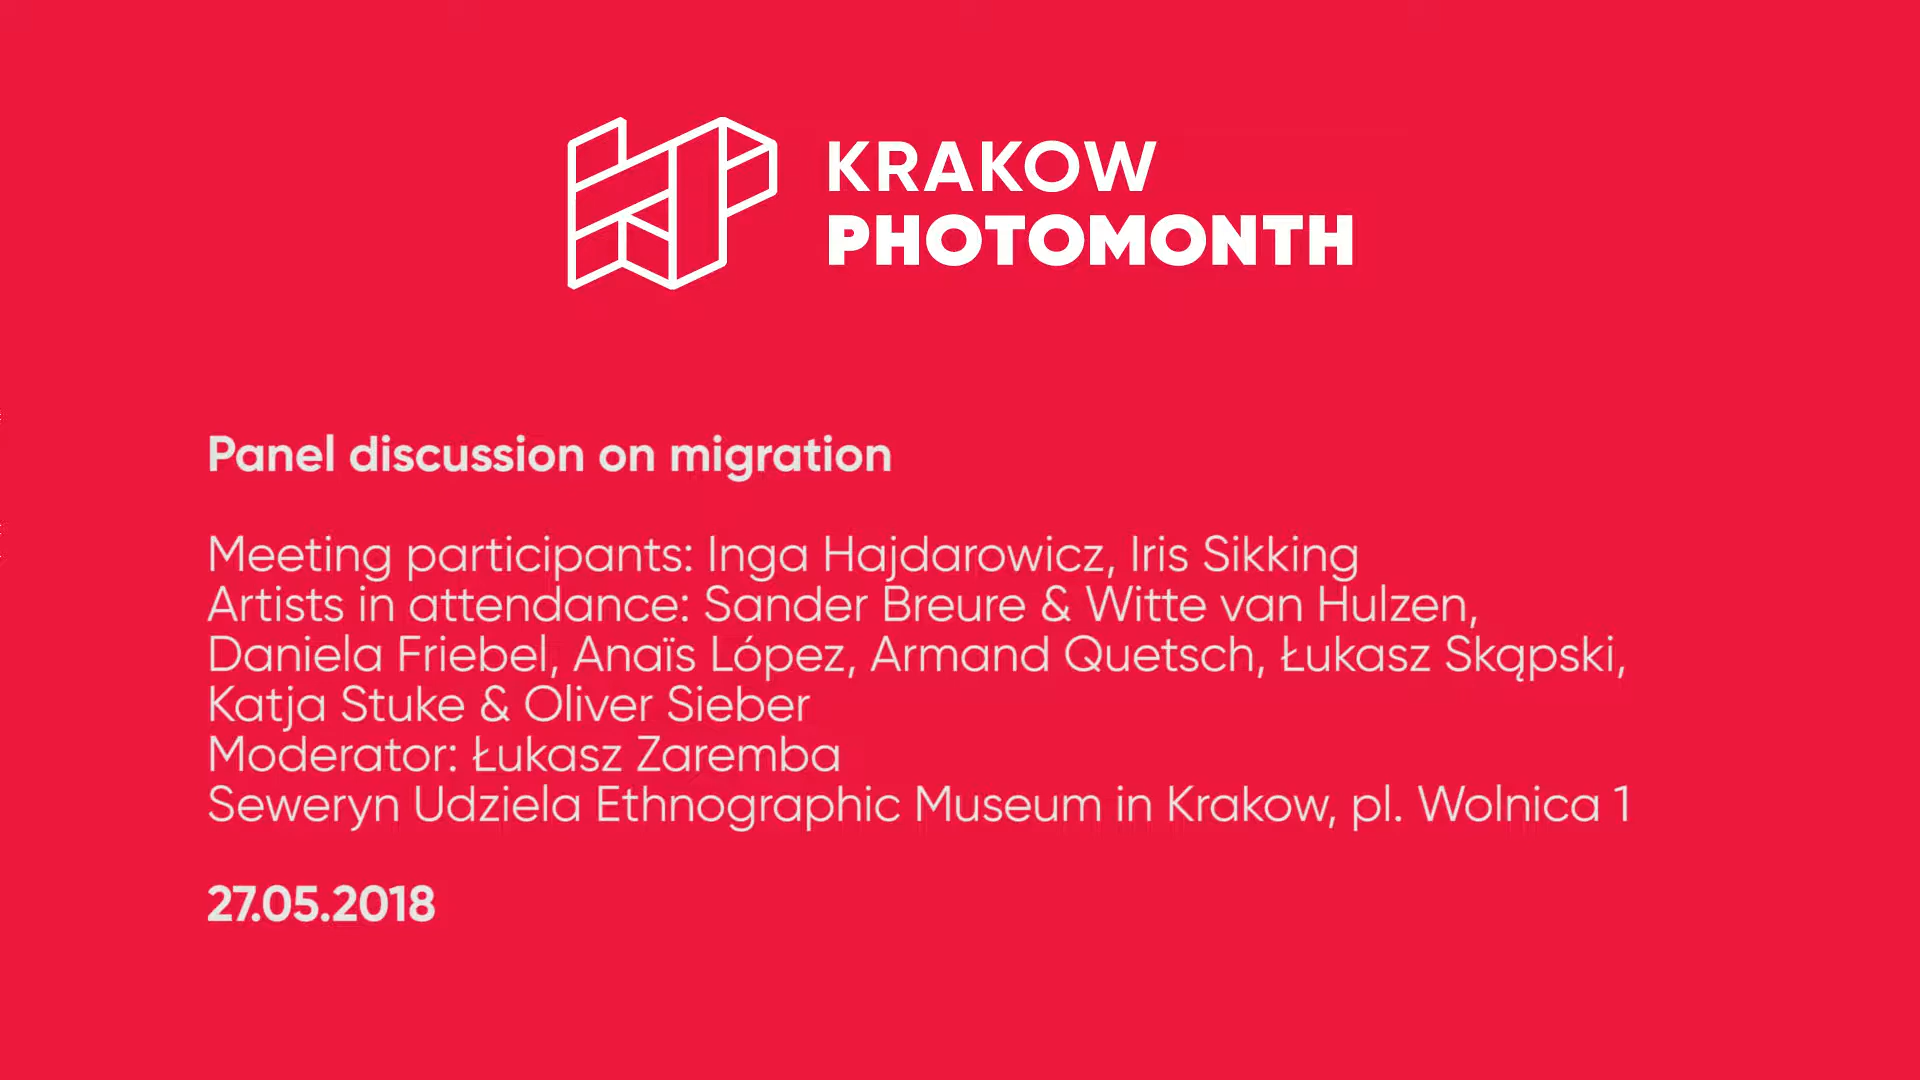 KRAKOW
PHOTOMONTH
Panel discussion on migration
Meeting participants: Inga Hajdarowicz, Iris Sikking
Artists in attendance: Sander Breure & Witte van Hulzen,
Daniela Friebel, Anaïs López, Armand Quetsch, Łukasz Skąpski,
Katja Stuke & Oliver Sieber
Moderator: Łukasz Zaremba
Seweryn Udziela Ethnographic Museum in Krakow, pl. Wolnica 1
27.05.2018